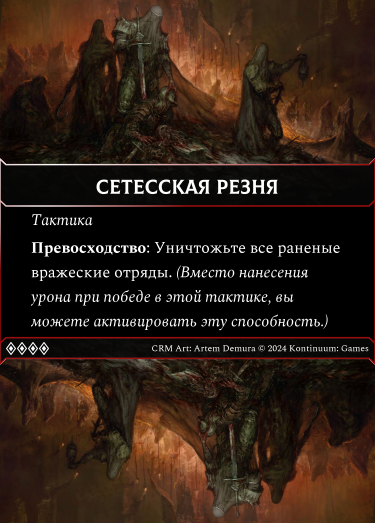 СЕТЕССКАЯ РЕЗНЯ
Тактика
Превосходство: Уничтожьте все раненые
вражеские отряды. (Вместо нанесения
урона при победе в этой тактике, вы
можете активировать эту способность.)
CRM Art: Artem Demura © 2024 Kontinuum: Games